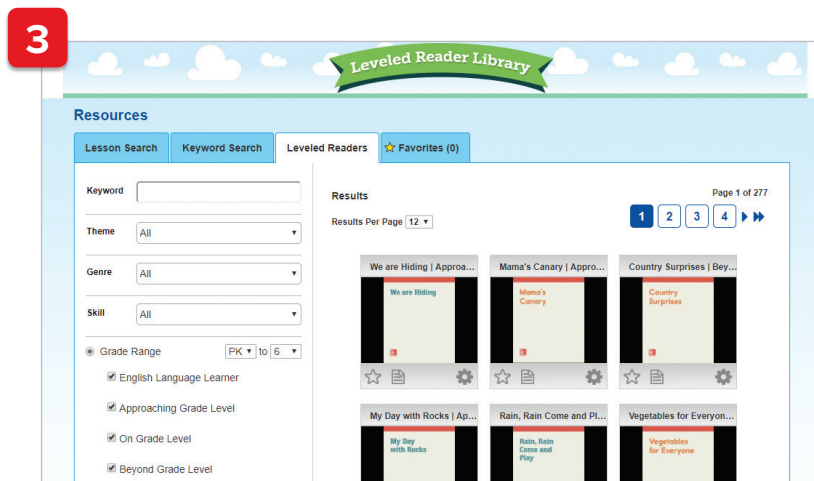 3
Leveled Reader Library
Resources
Lesson Search
Keyword Search
Leveled Readers
Favorites (0)
Keyword
Theme
All
Genre
All
Skill
All
Grade Range
PK
to
6
English Language Learner
Approaching Grade Level
On Grade Level
Beyond Grade Level
Results
Page 1 of 277
Results Per Page
12
1
2
3
4
We are Hiding | Approa...
Mama's Canary | Appro...
Country Surprises | Bey...
We are Hiding
Mama's
Canary
Country
Surprises
My Day with Rocks | Ap...
Rain, Rain Come and Pl...
Vegetables for Everyon...
My Day
with Rocks
Rain, Rain
Come and
Play
Vegetables
for Everyone